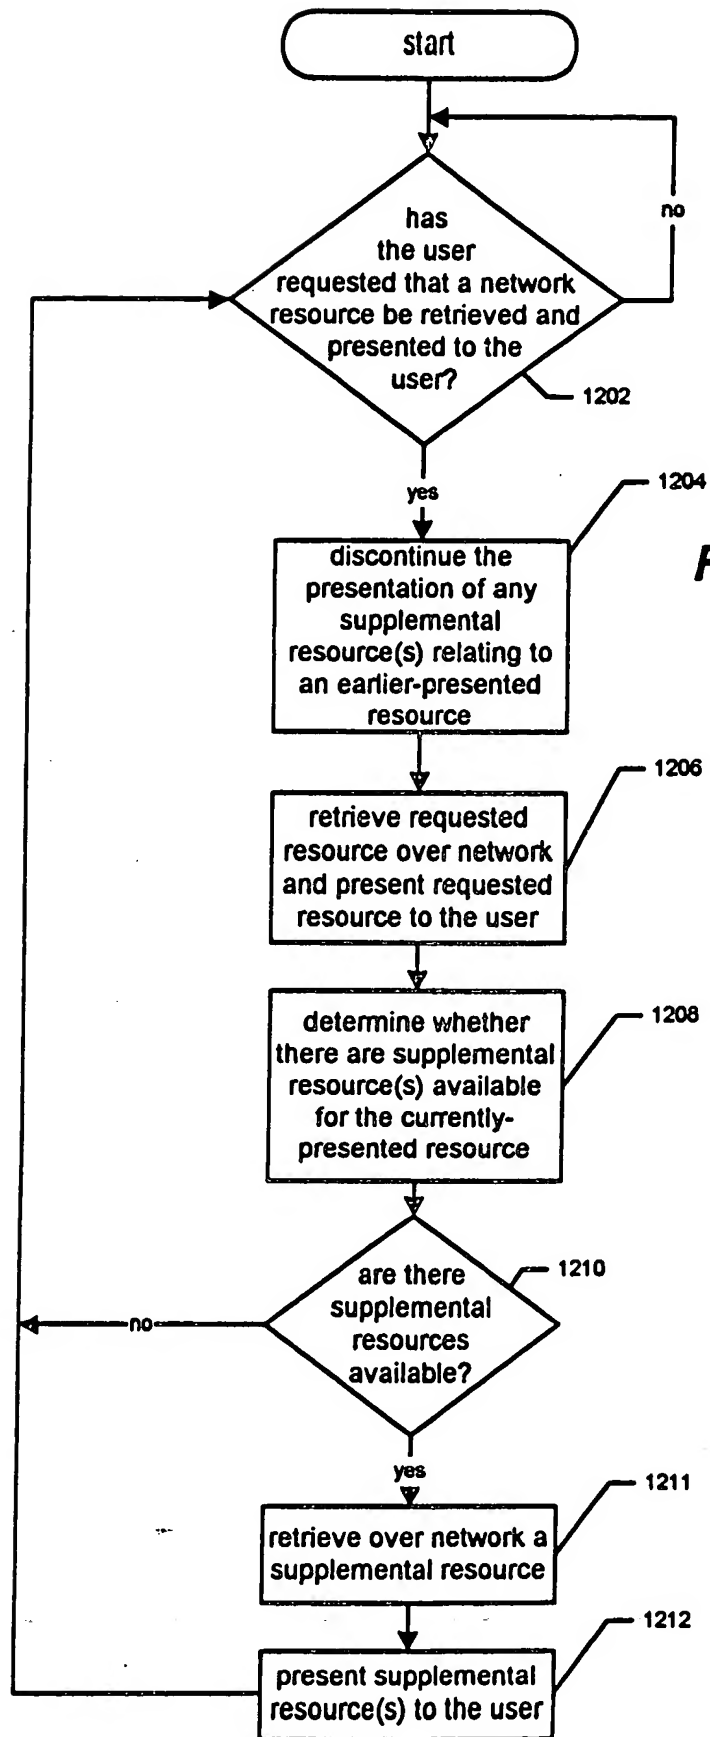 start
has
the user
requested that a network
resource be retrieved and
presented to the
user?
no
1202
yes
1204
discontinue the
presentation of any
supplemental
resource(s) relating to
an earlier-presented
resource
1206
retrieve requested
resource over network
and present requested
resource to the user
1208
determine whether
there are supplemental
resource(s) available
for the currently-
presented resource
are there
supplemental
resources
available?
1210
no
yes
1211
retrieve over network a
supplemental resource
1212
present supplemental
resource(s) to the user